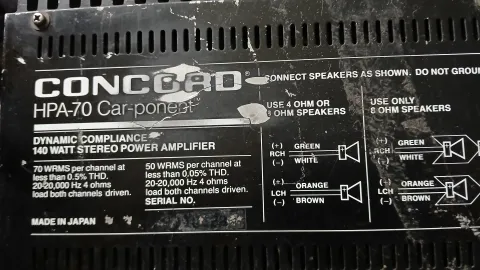 CONCORD
HPA-70 Car-ponent
DYNAMIC COMPLIANCE
140 WATT STEREO POWER AMPLIFIER
70 WRMS per channel at
less than 0.5% THD.
20-20,000 Hz 4 ohms
load both channels driven.
50 WRMS per channel at
less than 0.05% THD.
20-20,000 Hz 4 ohms
load both channels driven.
SERIAL NO.
MADE IN JAPAN
CONNECT SPEAKERS AS SHOWN. DO NOT GROU
USE 4 OHM OR
OHM SPEAKERS
(+) GREEN
RCH
(−) WHITE
(+) ORANGE
LCH
(−) BROWN
USE ONLY
8 OHM SPEAKERS
(+) GREEN
RCH
(−) WHITE
(+) ORANGE
LCH
(−) BROWN